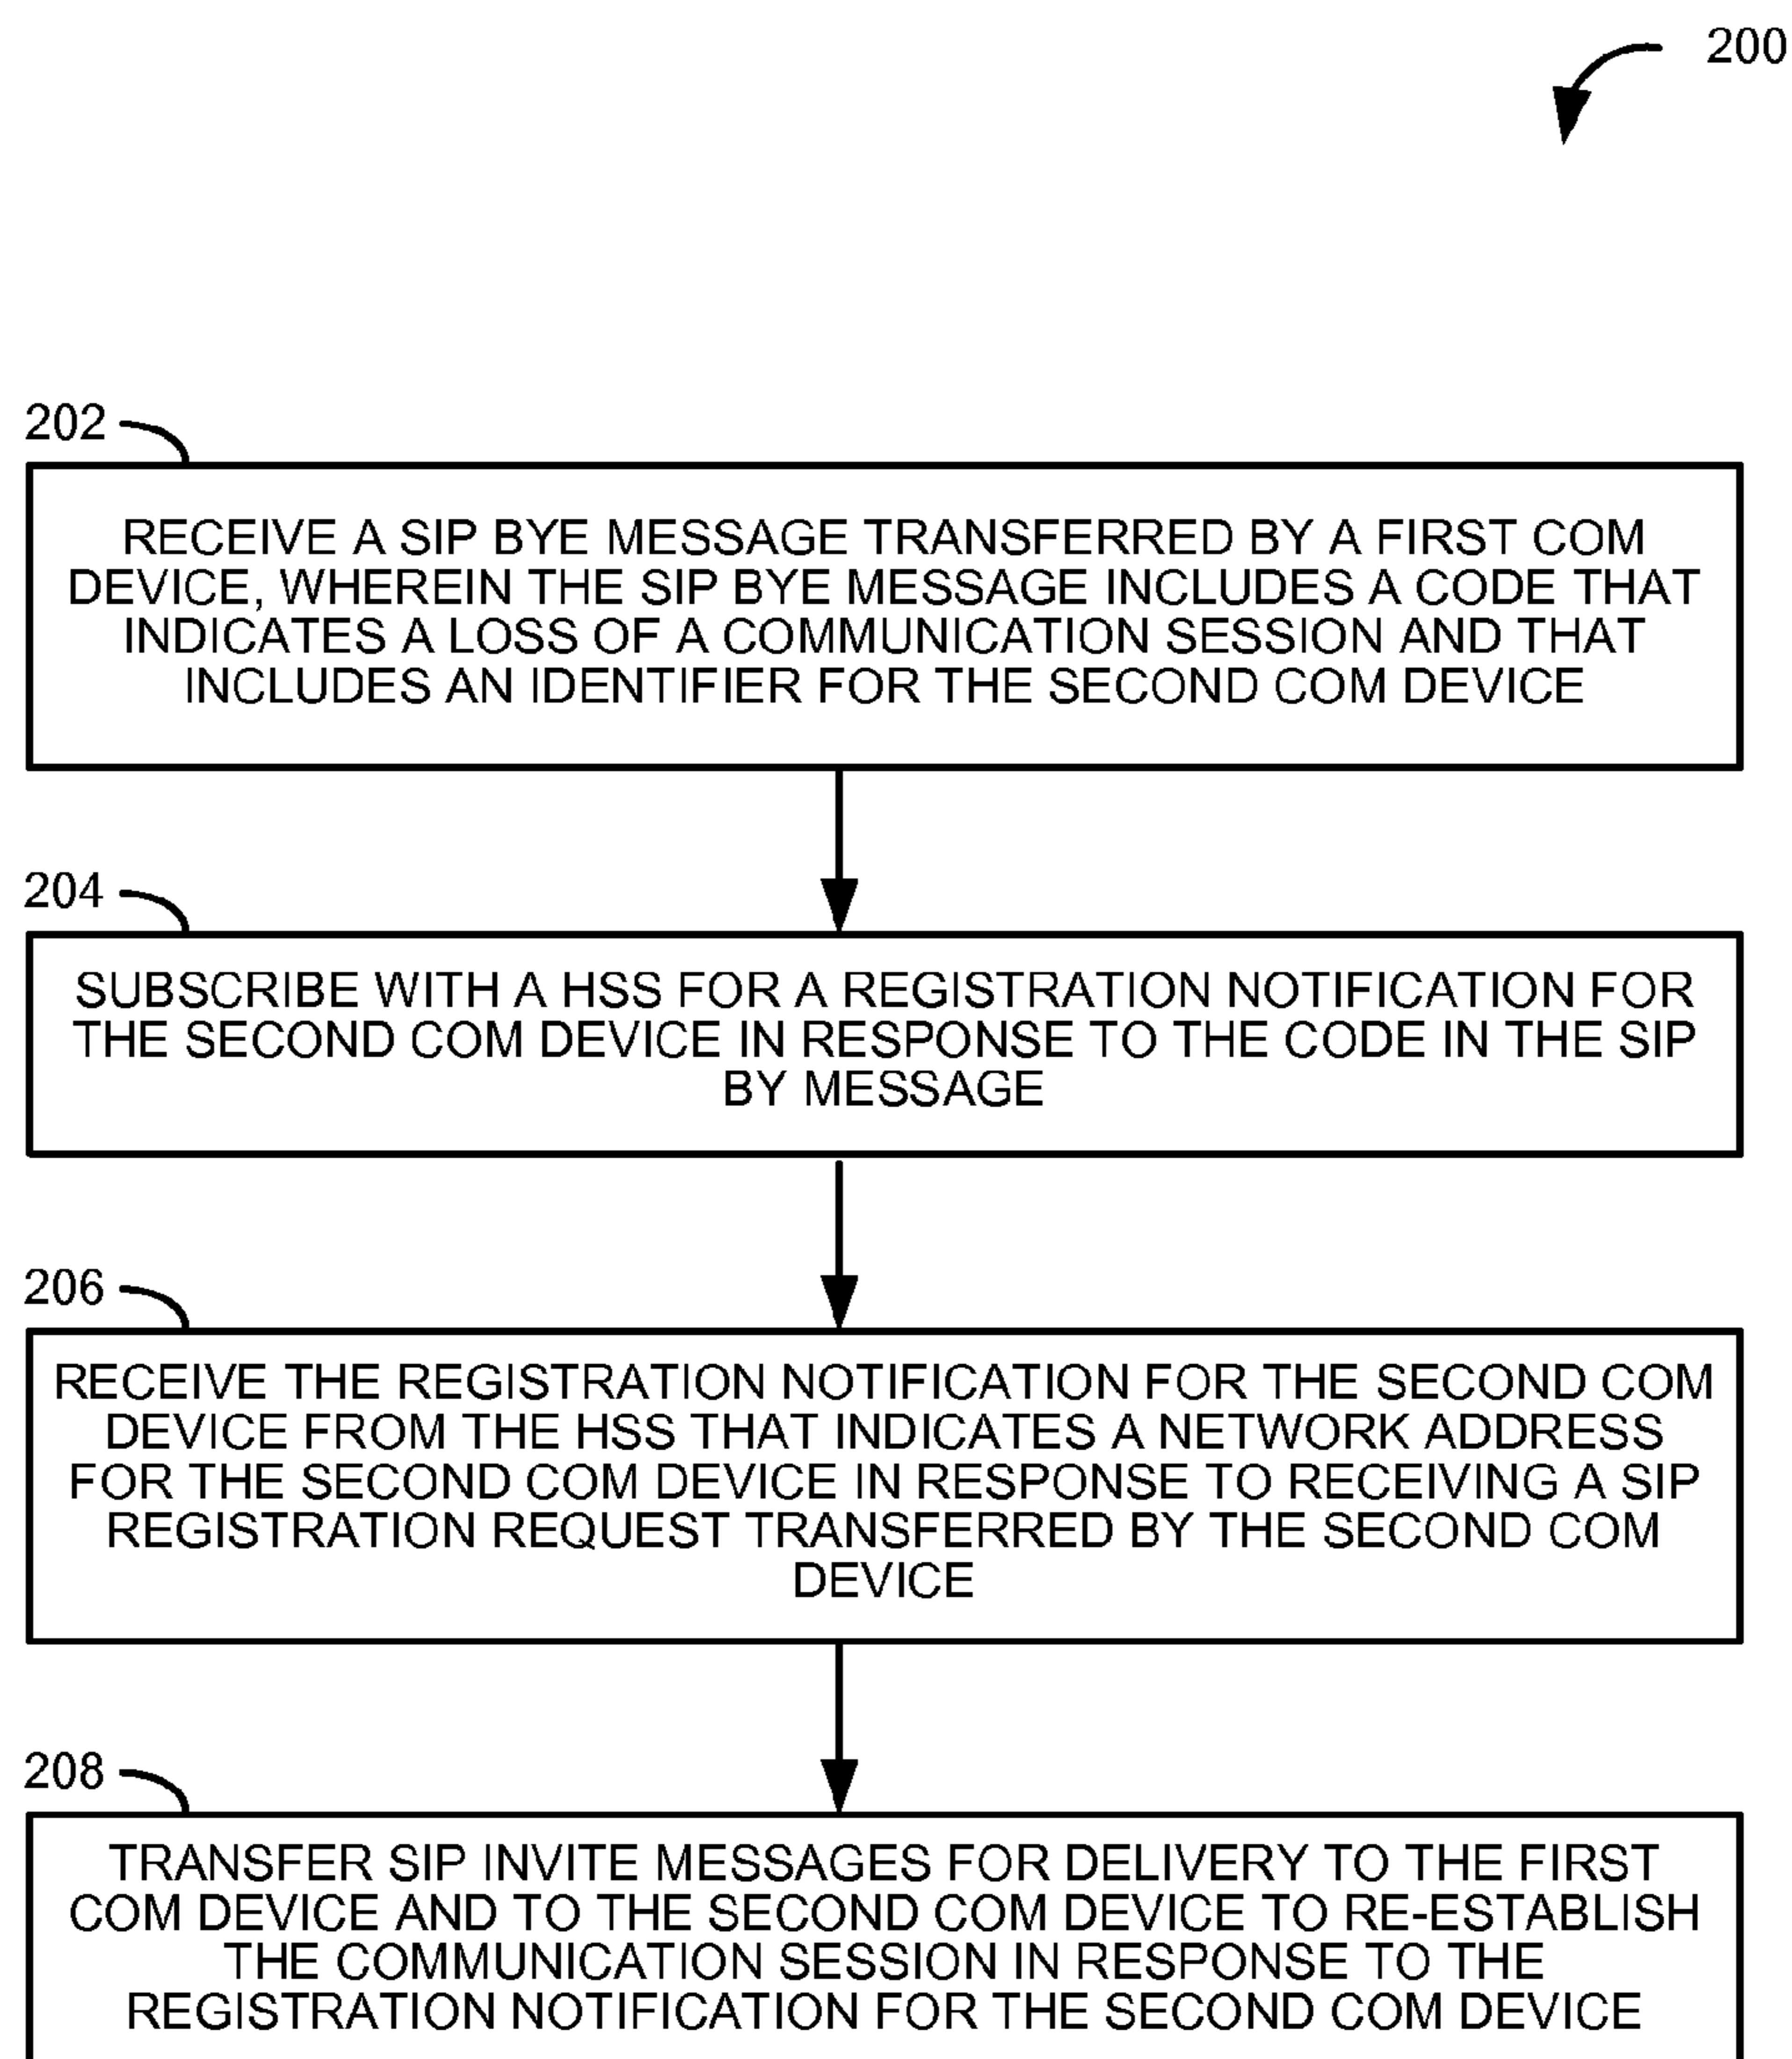 200
202
RECEIVE A SIP BYE MESSAGE TRANSFERRED BY A FIRST COM
DEVICE, WHEREIN THE SIP BYE MESSAGE INCLUDES A CODE THAT
INDICATES A LOSS OF A COMMUNICATION SESSION AND THAT
INCLUDES AN IDENTIFIER FOR THE SECOND COM DEVICE
204
SUBSCRIBE WITH A HSS FOR A REGISTRATION NOTIFICATION FOR
THE SECOND COM DEVICE IN RESPONSE TO THE CODE IN THE SIP
BY MESSAGE
206
RECEIVE THE REGISTRATION NOTIFICATION FOR THE SECOND COM
DEVICE FROM THE HSS THAT INDICATES A NETWORK ADDRESS
FOR THE SECOND COM DEVICE IN RESPONSE TO RECEIVING A SIP
REGISTRATION REQUEST TRANSFERRED BY THE SECOND COM
DEVICE
208
TRANSFER SIP INVITE MESSAGES FOR DELIVERY TO THE FIRST
COM DEVICE AND TO THE SECOND COM DEVICE TO RE-ESTABLISH
THE COMMUNICATION SESSION IN RESPONSE TO THE
REGISTRATION NOTIFICATION FOR THE SECOND COM DEVICE